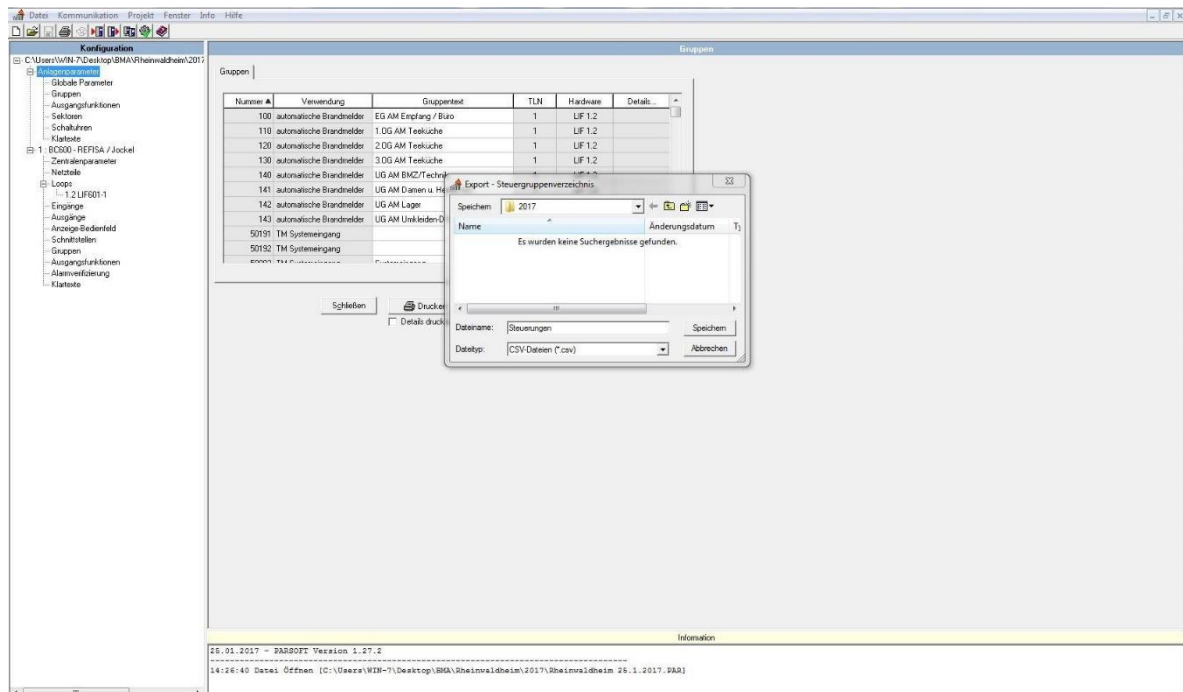 Datei Kommunikation Projekt Fenster Info Hilfe
Konfiguration
C:\Users\WIN-7\Desktop\BMA\Rheinwaldheim\2017
Anlagenparameter
Globale Parameter
Gruppen
Ausgangsfunktionen
Sektoren
Schaltuhren
Klartexte
1 : BC600 - REFISA / Jockel
Zentralenparameter
Netzteile
Loops
1.2 LIF601-1
Eingänge
Ausgänge
Anzeige-Bedienfeld
Schnittstellen
Gruppen
Ausgangsfunktionen
Alarmverifizierung
Klartexte
Gruppen
Gruppen
Nummer Verwendung Gruppentext TLN Hardware Details...
100 automatische Brandmelder EG AM Empfang / Büro 1 LIF 1.2
110 automatische Brandmelder 1.OG AM Teeküche 1 LIF 1.2
120 automatische Brandmelder 2.OG AM Teeküche 1 LIF 1.2
130 automatische Brandmelder 3.OG AM Teeküche 1 LIF 1.2
140 automatische Brandmelder UG AM BMZ/Technik
141 automatische Brandmelder UG AM Damen u. He
142 automatische Brandmelder UG AM Lager
143 automatische Brandmelder UG AM Umkleiden-D
50191 TM Systemeingang
50192 TM Systemeingang
Schließen
Drucken
Details druck
Export - Steuergruppenverzeichnis
Speichern 2017
Name Änderungsdatum
Es wurden keine Suchergebnisse gefunden.
Dateiname: Steuerungen Speichern
Dateityp: CSV-Dateien (*.csv) Abbrechen
Information
25.01.2017 - PARSOFT Version 1.27.2
14:26:40 Datei Öffnen [C:\Users\WIN-7\Desktop\BMA\Rheinwaldheim\2017\Rheinwaldheim 25.1.2017.PAR]